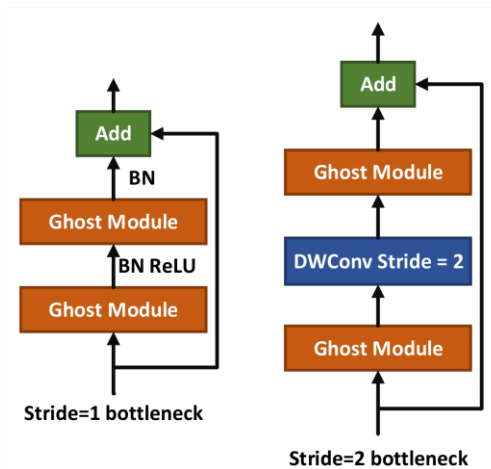 Add
BN
Ghost Module
BN ReLU
Ghost Module
Stride=1 bottleneck
Add
Ghost Module
DWConv Stride = 2
Ghost Module
Stride=2 bottleneck